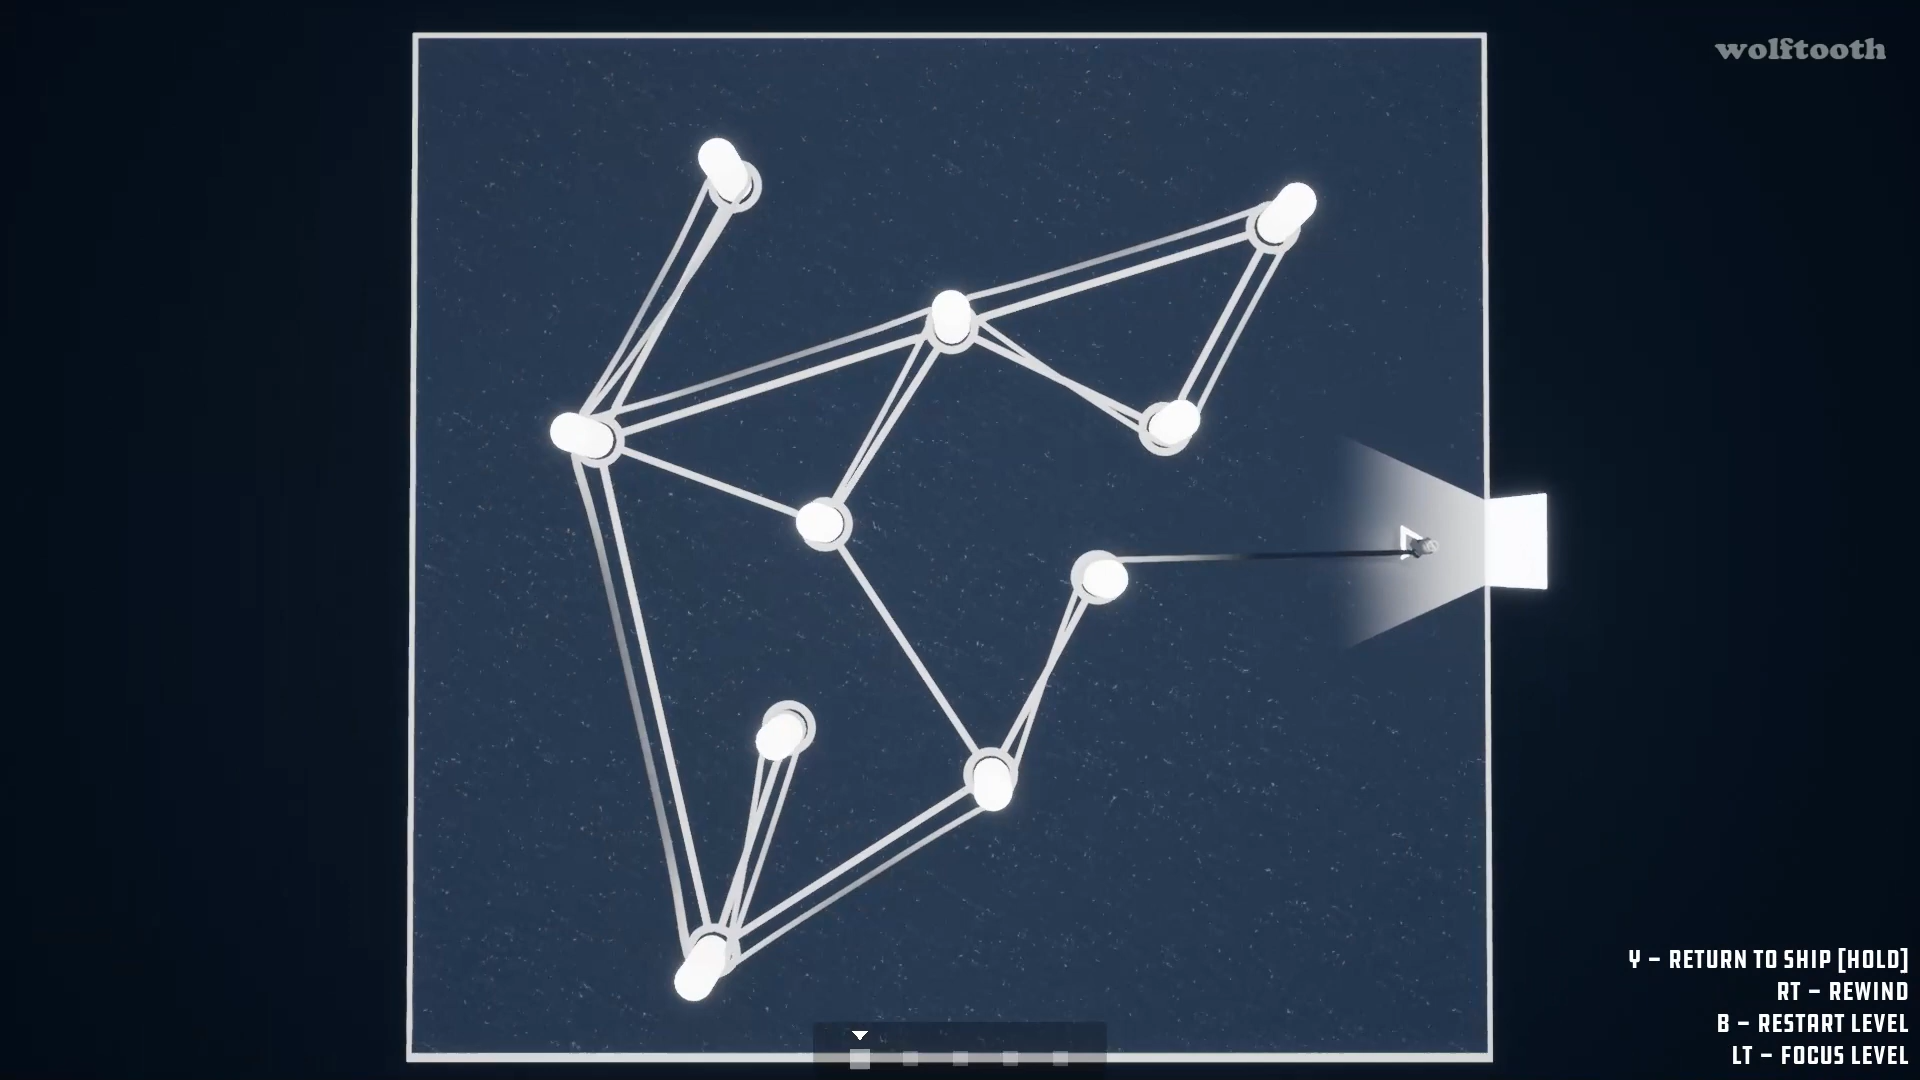 wolftooth
Y – RETURN TO SHIP [HOLD]
RT – REWIND
B – RESTART LEVEL
LT – FOCUS LEVEL